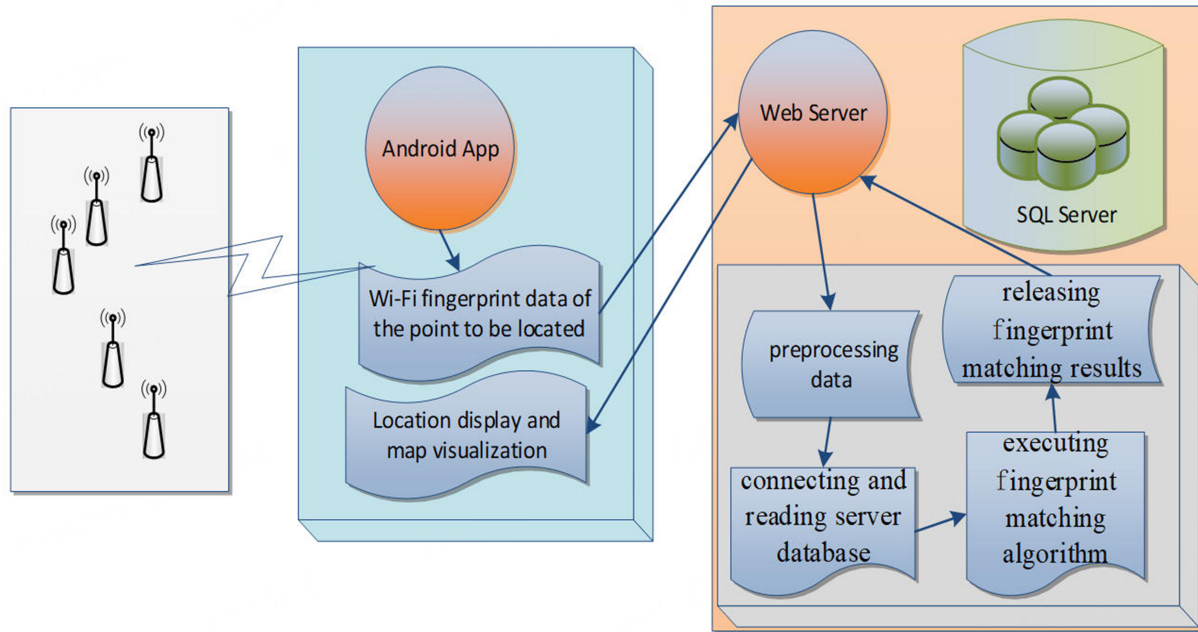 Android App
Wi-Fi fingerprint data of
the point to be located
Location display and
map visualization
Web Server
SQL Server
preprocessing
data
connecting and
reading server
database
executing
fingerprint
matching
algorithm
releasing
fingerprint
matching results